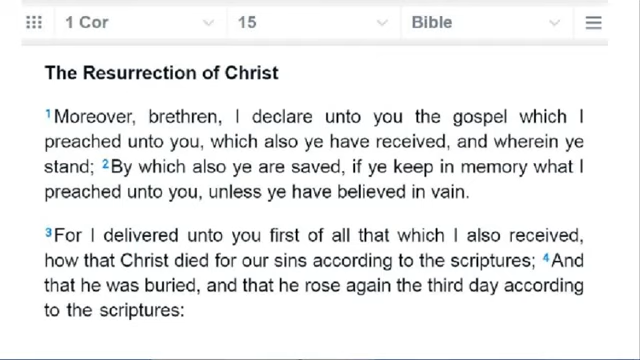 1 Cor 15 Bible
The Resurrection of Christ
1Moreover, brethren, I declare unto you the gospel which I
preached unto you, which also ye have received, and wherein ye
stand; 2By which also ye are saved, if ye keep in memory what I
preached unto you, unless ye have believed in vain.
3For I delivered unto you first of all that which I also received,
how that Christ died for our sins according to the scriptures; 4And
that he was buried, and that he rose again the third day according
to the scriptures: